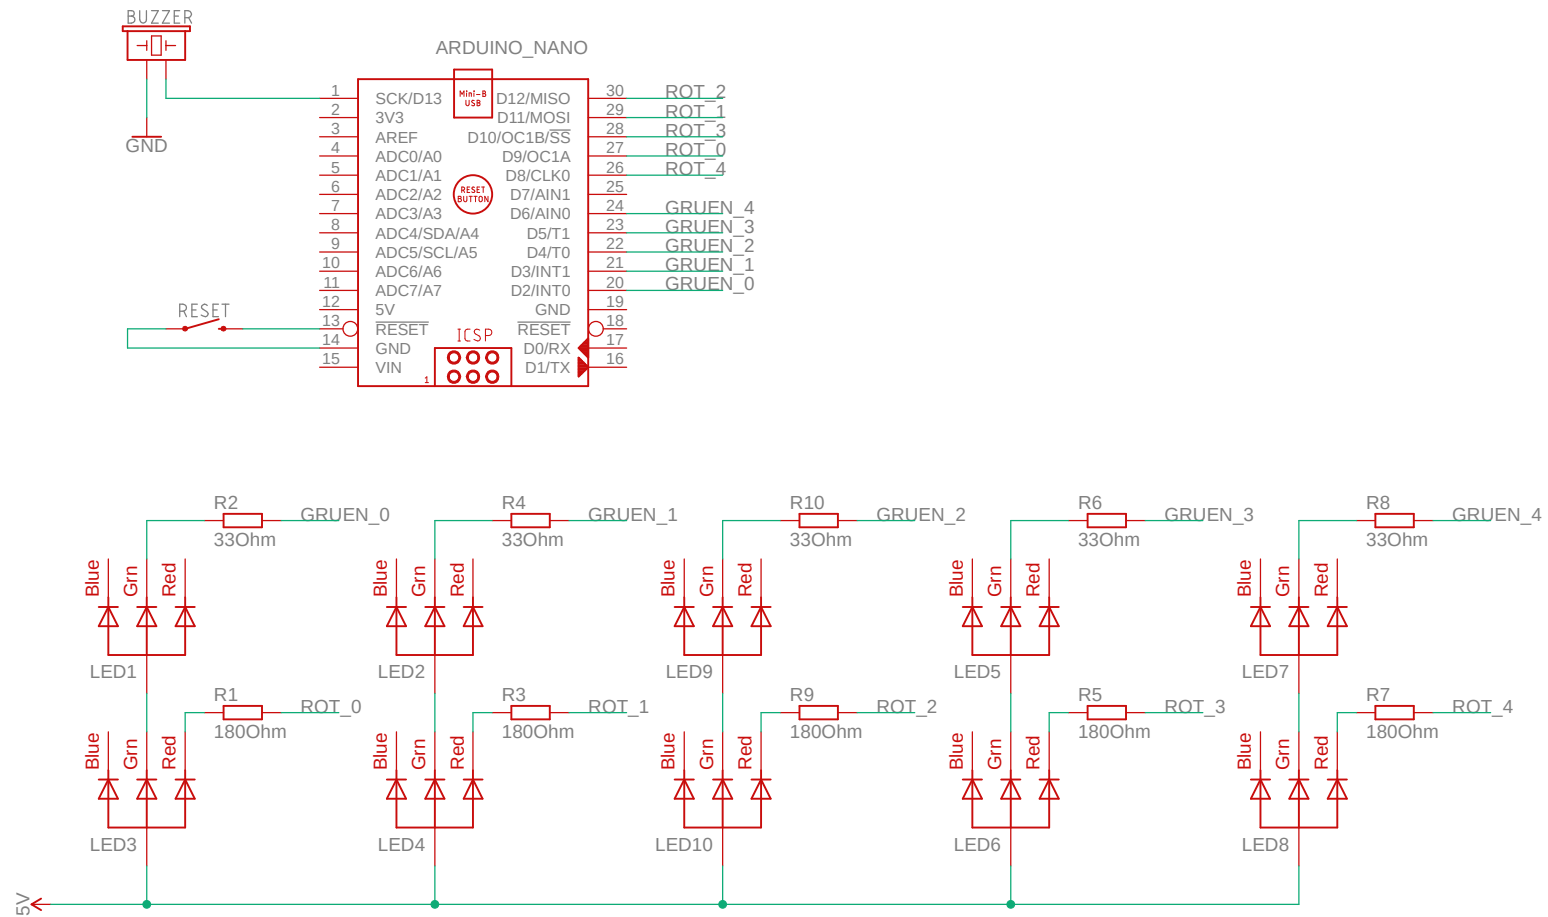 BUZZER
GND
ARDUINO_NANO
Mini-B
USB
RESET
BUTTON
1 SCK/D13 D12/MISO 30 ROT_2
2 3V3 D11/MOSI 29 ROT_1
3 AREF D10/OC1B/SS 28 ROT_3
4 ADC0/A0 D9/OC1A 27 ROT_0
5 ADC1/A1 D8/CLK0 26 ROT_4
6 ADC2/A2 D7/AIN1 25
7 ADC3/A3 D6/AIN0 24 GRUEN_4
8 ADC4/SDA/A4 D5/T1 23 GRUEN_3
9 ADC5/SCL/A5 D4/T0 22 GRUEN_2
10 ADC6/A6 D3/INT1 21 GRUEN_1
11 ADC7/A7 D2/INT0 20 GRUEN_0
12 5V GND 19
RESET
13 RESET RESET 18
14 GND D0/RX 17
15 VIN D1/TX 16
ICSP
1
R2 R4 R10 R6 R8
GRUEN_0 GRUEN_1 GRUEN_2 GRUEN_3 GRUEN_4
33Ohm 33Ohm 33Ohm 33Ohm 33Ohm
Blue Grn Red Blue Grn Red Blue Grn Red Blue Grn Red Blue Grn Red
LED1 LED2 LED9 LED5 LED7
R1 R3 R9 R5 R7
ROT_0 ROT_1 ROT_2 ROT_3 ROT_4
180Ohm 180Ohm 180Ohm 180Ohm 180Ohm
Blue Grn Red Blue Grn Red Blue Grn Red Blue Grn Red Blue Grn Red
LED3 LED4 LED10 LED6 LED8
5V